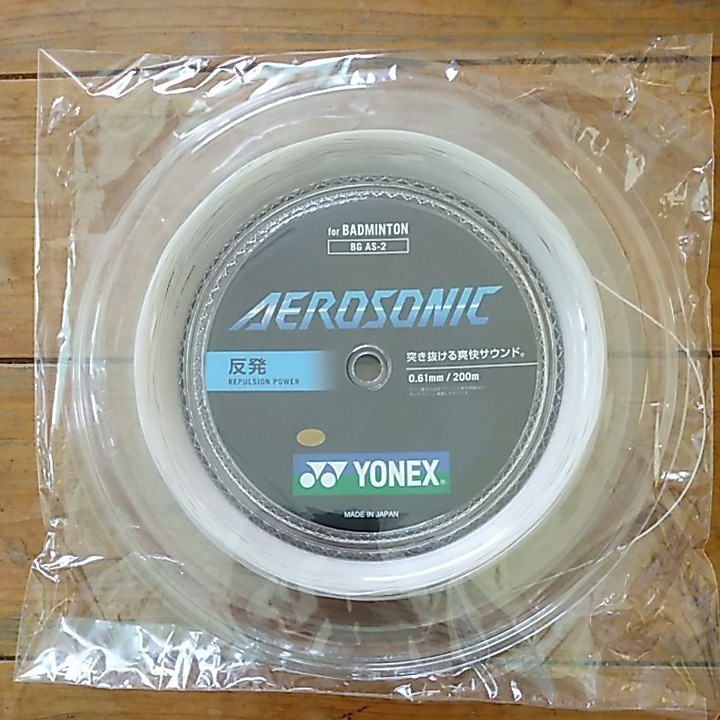 for BADMINTON
BG AS-2
AEROSONIC
反発
REPULSION POWER
突き抜ける爽快サウンド。
0.61mm / 200m
YONEX®
MADE IN JAPAN